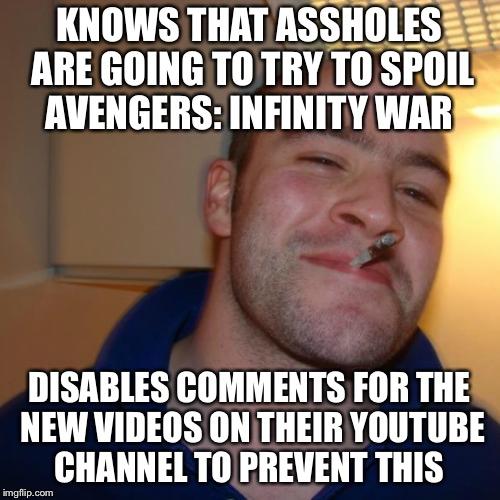 KNOWS THAT ASSHOLES
ARE GOING TO TRY TO SPOIL
AVENGERS: INFINITY WAR
DISABLES COMMENTS FOR THE
NEW VIDEOS ON THEIR YOUTUBE
CHANNEL TO PREVENT THIS
imgflip.com